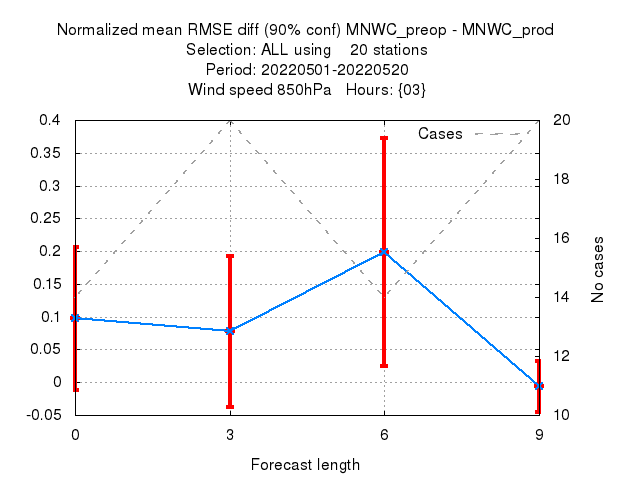 Normalized mean RMSE diff (90% conf) MNWC_preop - MNWC_prod
Selection: ALL using    20 stations
Period: 20220501-20220520
Wind speed 850hPa   Hours: {03}
Cases
0.4
0.35
0.3
0.25
0.2
0.15
0.1
0.05
0
-0.05
20
18
16
14
12
10
No cases
0 3 6 9
Forecast length